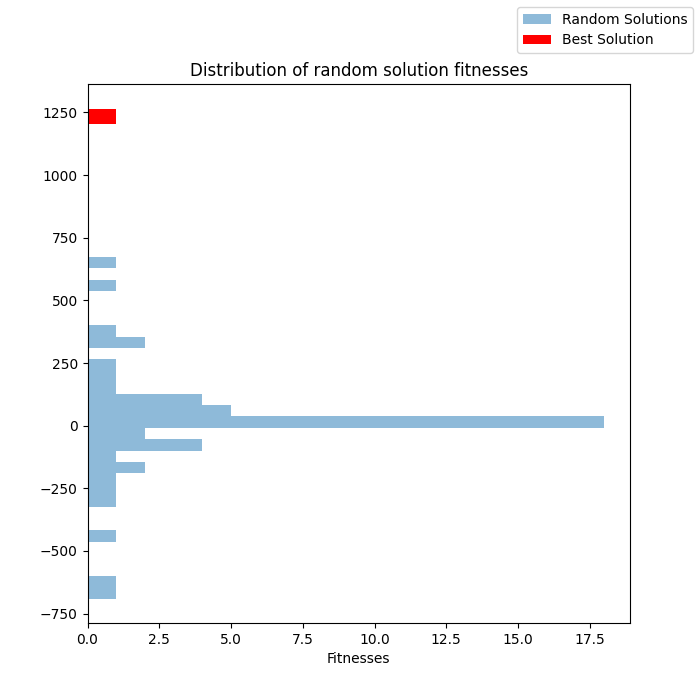 Random Solutions
Best Solution
Distribution of random solution fitnesses
1250
1000
750
500
250
0
−250
−500
−750
0.0 2.5 5.0 7.5 10.0 12.5 15.0 17.5
Fitnesses